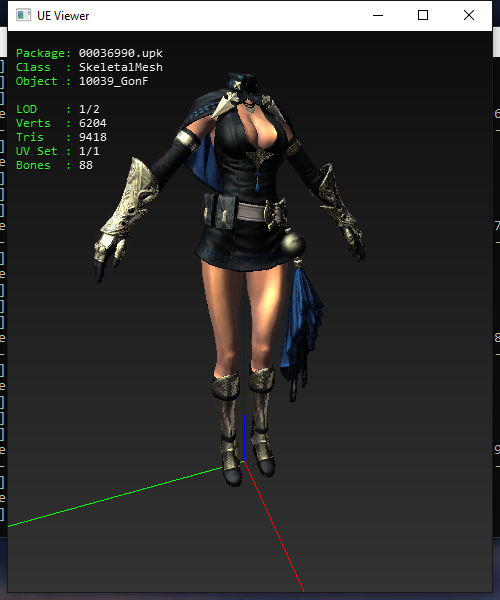 UE Viewer
Package: 00036990.upk
Class : SkeletalMesh
Object : 10039_GonF
LOD : 1/2
Verts : 6204
Tris : 9418
UV Set : 1/1
Bones : 88